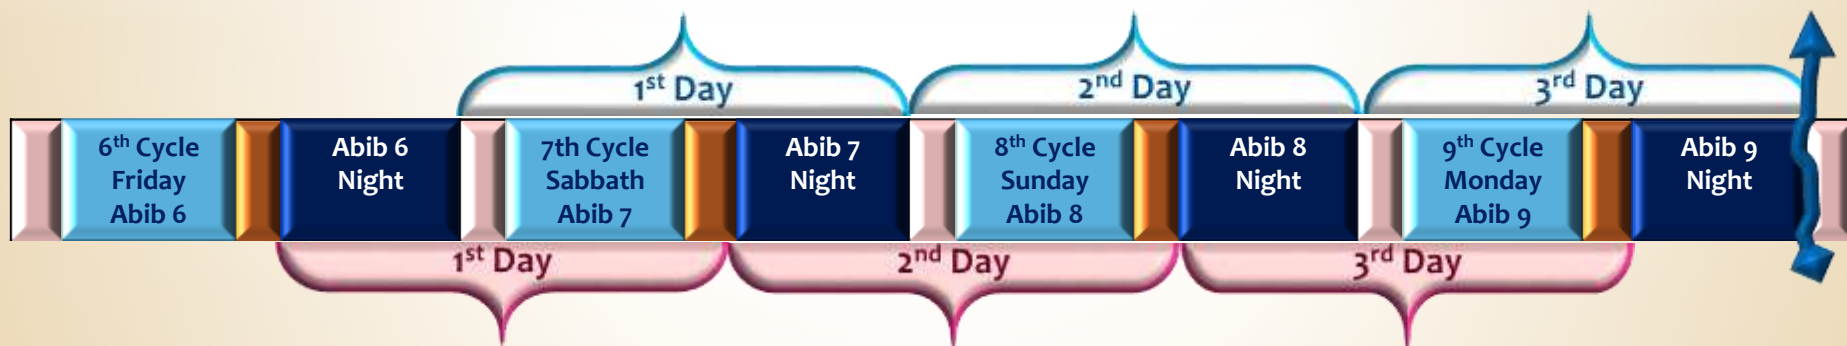 1st Day
2nd Day
3rd Day
6th Cycle
Friday
Abib 6
Abib 6
Night
7th Cycle
Sabbath
Abib 7
Abib 7
Night
8th Cycle
Sunday
Abib 8
Abib 8
Night
9th Cycle
Monday
Abib 9
Abib 9
Night
1st Day
2nd Day
3rd Day